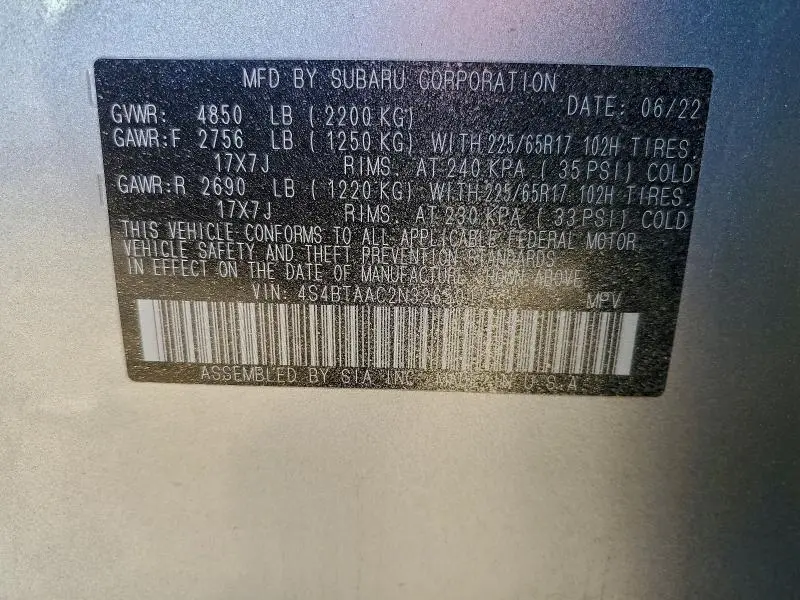 MFD BY SUBARU CORPORATION DATE: 06/22
GVWR: 4850 LB ( 2200 KG)
GAWR:F 2756 LB ( 1250 KG) WITH 225/65R17 102H TIRES.
17X7J RIMS. AT 240 KPA ( 35 PSI) COLD
GAWR:R 2690 LB ( 1220 KG) WITH 225/65R17 102H TIRES.
17X7J RIMS. AT 230 KPA ( 33 PSI) COLD
THIS VEHICLE CONFORMS TO ALL APPLICABLE FEDERAL MOTOR
VEHICLE SAFETY AND THEFT PREVENTION STANDARDS
IN EFFECT ON THE DATE OF MANUFACTURE SHOWN ABOVE.
VIN: MPV
ASSEMBLED BY SIA INC. MADE IN U.S.A.